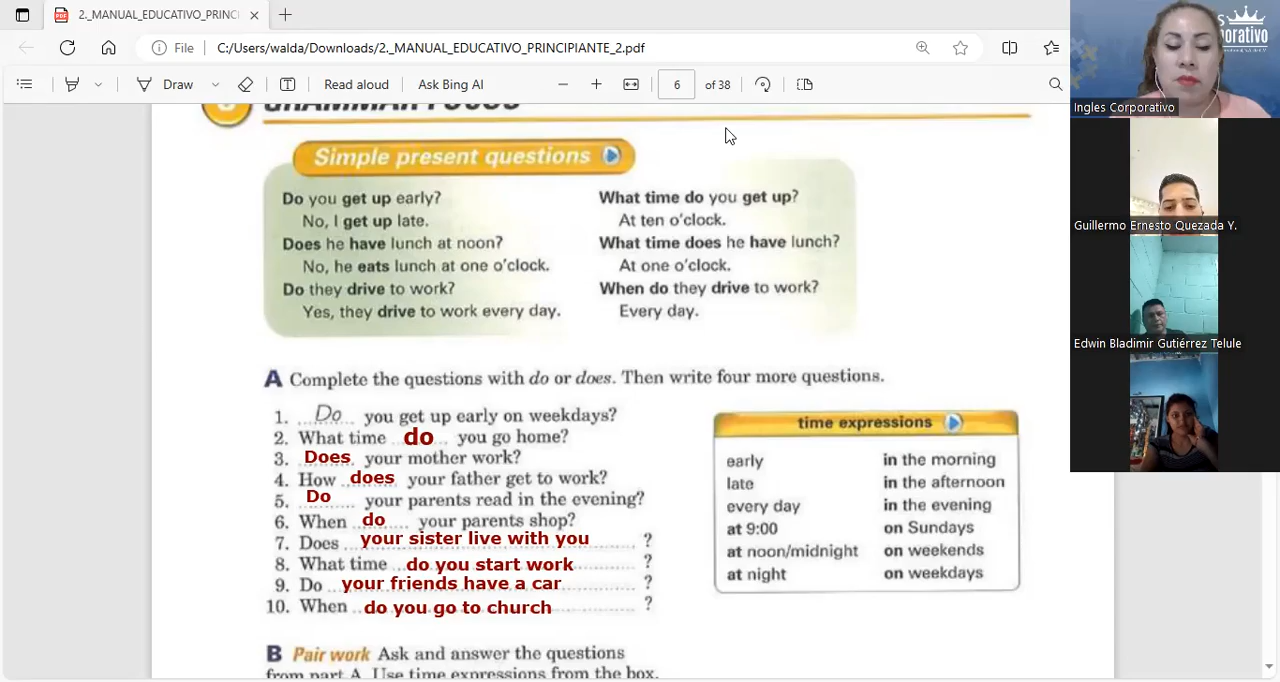 2._MANUAL_EDUCATIVO_PRINCI
File
C:/Users/walda/Downloads/2._MANUAL_EDUCATIVO_PRINCIPIANTE_2.pdf
Draw
Read aloud
Ask Bing AI
6 of 38
GRAMMAR FOCUS
Simple present questions
Do you get up early?
No, I get up late.
Does he have lunch at noon?
No, he eats lunch at one o'clock.
Do they drive to work?
Yes, they drive to work every day.
What time do you get up?
At ten o'clock.
What time does he have lunch?
At one o'clock.
When do they drive to work?
Every day.
A Complete the questions with do or does. Then write four more questions.
1. Do you get up early on weekdays?
2. What time do you go home?
3. Does your mother work?
4. How does your father get to work?
5. Do your parents read in the evening?
6. When do your parents shop?
7. Does your sister live with you ?
8. What time do you start work ?
9. Do your friends have a car ?
10. When do you go to church ?
time expressions
early
late
every day
at 9:00
at noon/midnight
at night
in the morning
in the afternoon
in the evening
on Sundays
on weekends
on weekdays
B Pair work Ask and answer the questions
from part A. Use time expressions from the box.
Ingles Corporativo
Guillermo Ernesto Quezada Y.
Edwin Bladimir Gutiérrez Telule